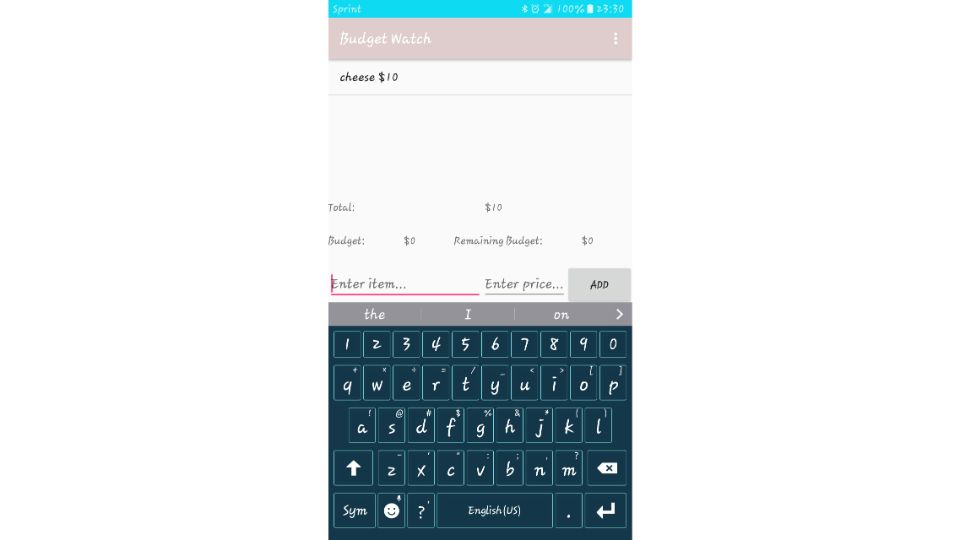 Sprint 100% 23:30
Budget Watch
cheese $10
Total: $10
Budget: $0 Remaining Budget: $0
Enter item... Enter price... ADD
the I on
1 2 3 4 5 6 7 8 9 0
+ × ÷ = / _ < > [ ]
q w e r t y u i o p
! @ # $ % & * ( )
a s d f g h j k l
- ' " : ; , ?
z x c v b n m
Sym ?' English(US) .